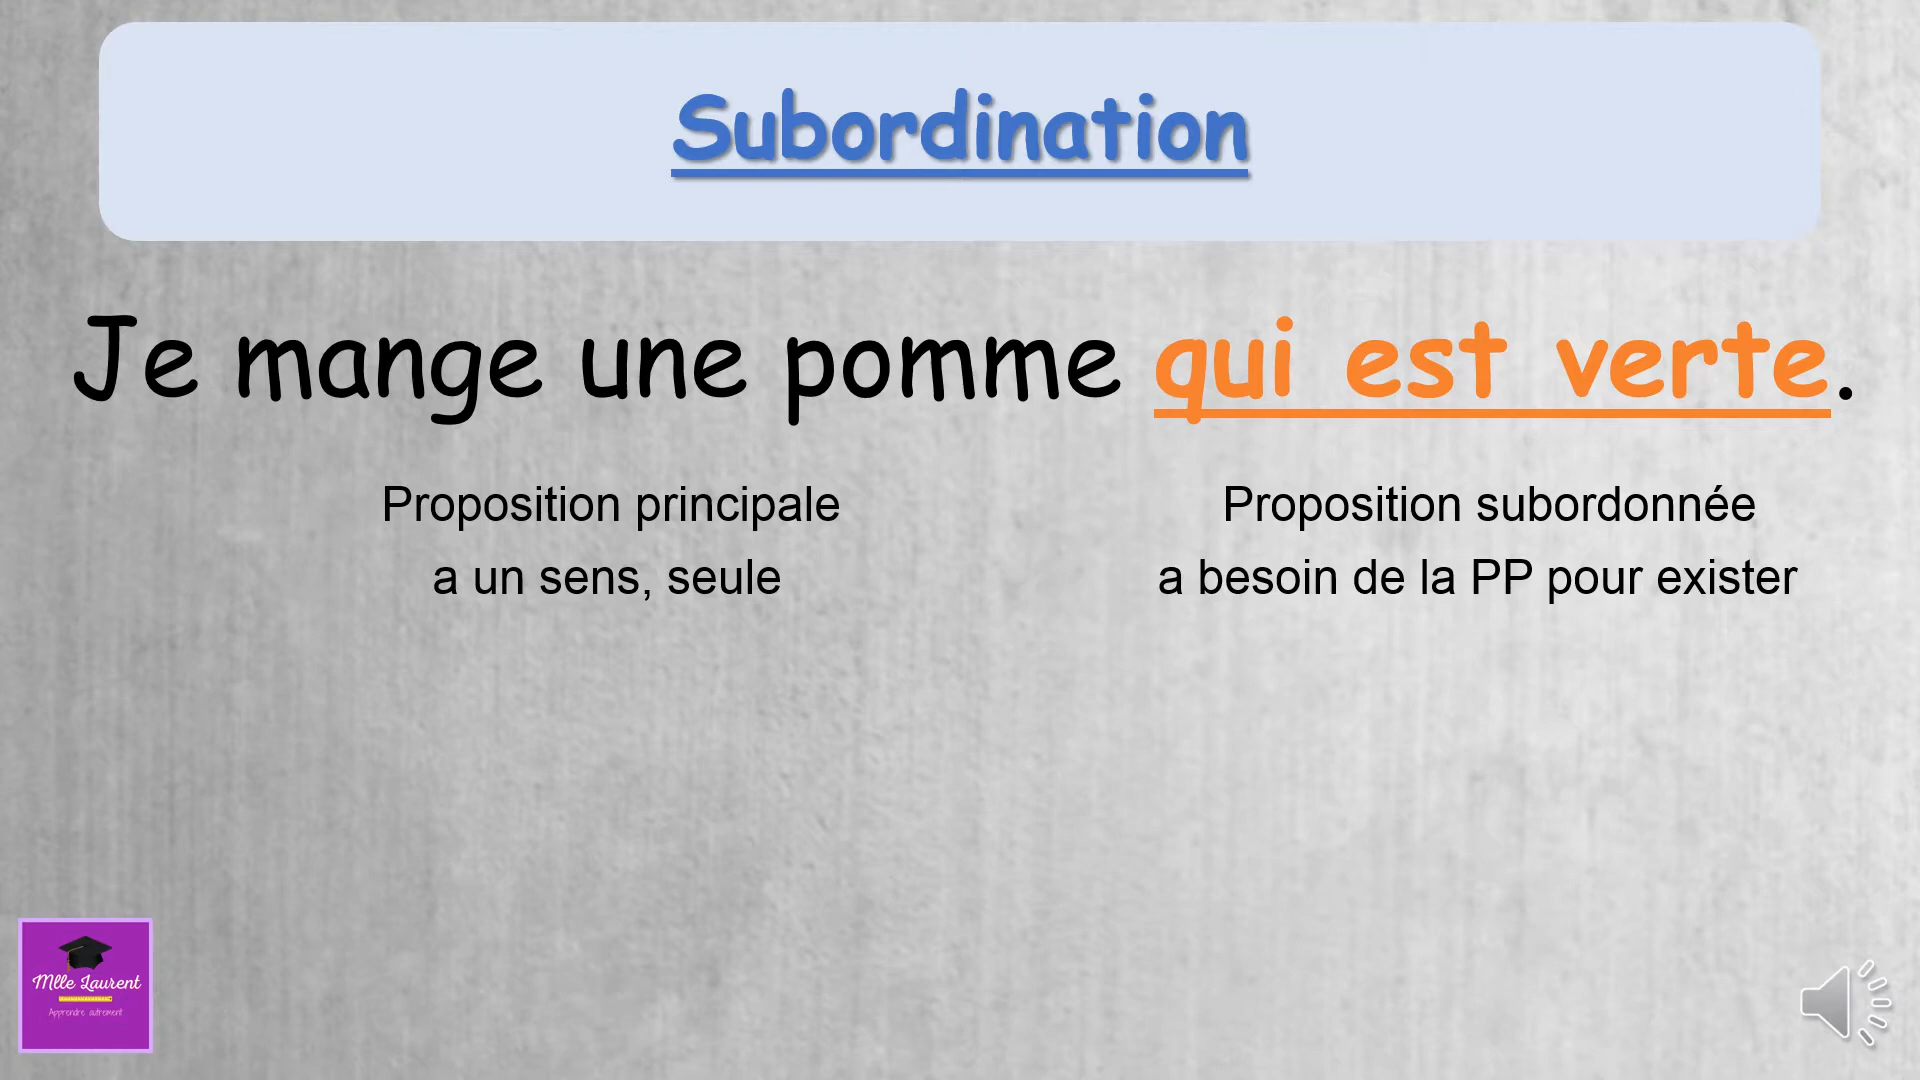 Subordination
Je mange une pomme qui est verte.
Proposition principale
Proposition subordonnée
a un sens, seule
a besoin de la PP pour exister
Mlle Laurent
Apprendre autrement